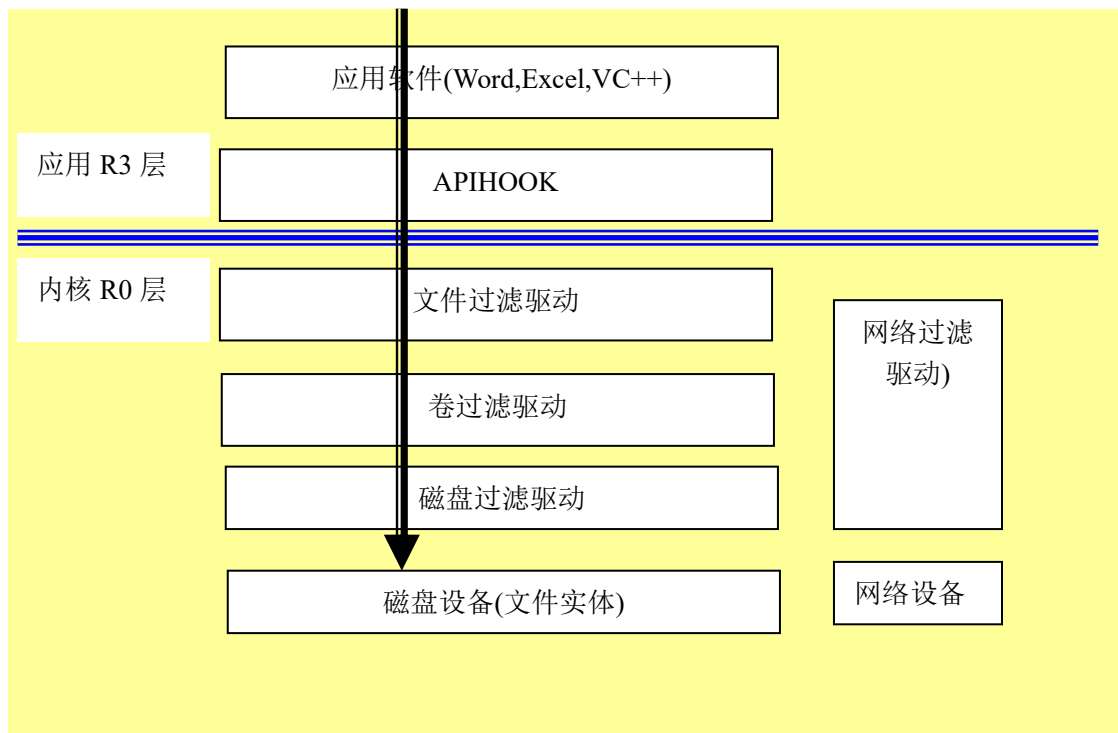 应用软件(Word,Excel,VC++)
应用 R3 层
APIHOOK
内核 R0 层
文件过滤驱动
网络过滤
驱动)
卷过滤驱动
磁盘过滤驱动
磁盘设备(文件实体)
网络设备